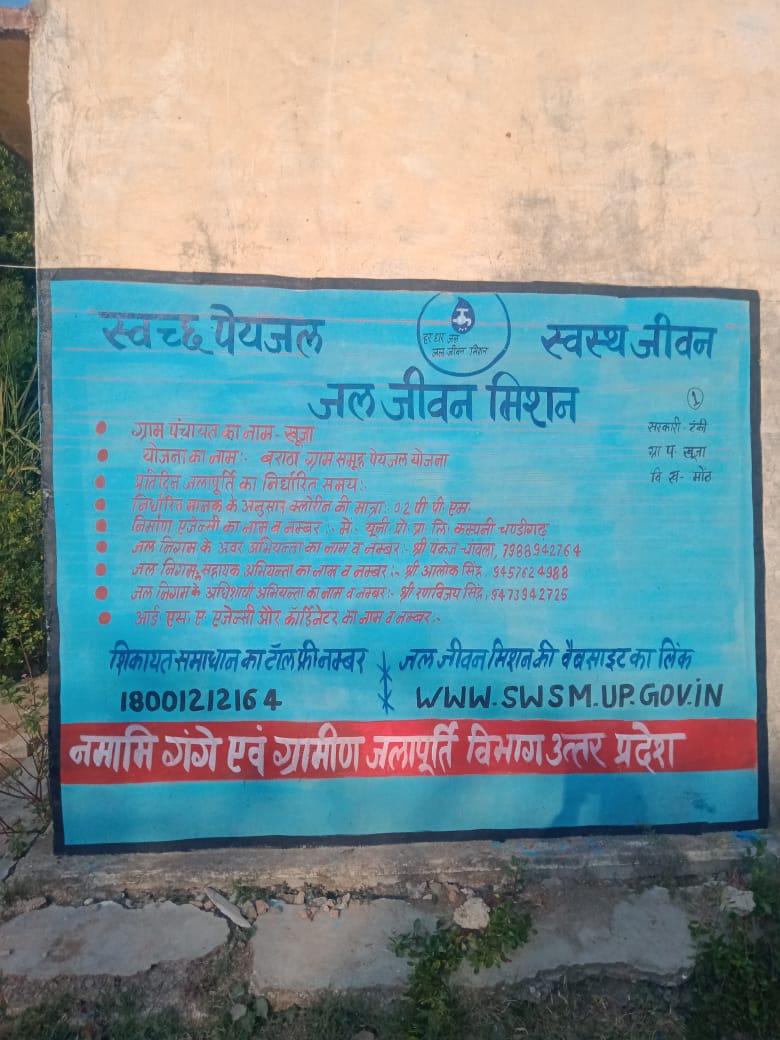 स्वच्छ पेयजल
हर घर जल
जल जीवन मिशन
स्वस्थ जीवन
जल जीवन मिशन
1
सरकारी - टंकी
ग्रा प - खूजा
वि ख - मोंठ
ग्राम पंचायत का नाम - खूजा
योजना का नाम :- बराठा ग्राम समूह पेयजल योजना
प्रतिदिन जलापूर्ति का निर्धारित समय :-
निर्धारित मानक के अनुसार क्लोरीन की मात्रा : 02 पी पी एम.
निर्माण एजेन्सी का नाम व नम्बर :- मे. यूनी प्रो. प्रा. लि. कम्पनी चण्डीगढ़
जल निगम के अवर अभियन्ता का नाम व नम्बर :- श्री पंकज चावला, 7988942764
जल निगम के सहायक अभियन्ता का नाम व नम्बर :- श्री आलोक सिंह, 9457624988
जल निगम के अधिशाषी अभियन्ता का नाम व नम्बर :- श्री रणविजय सिंह, 9473942725
आई. एस. ए. एजेन्सी और कॉर्डिनेटर का नाम व नम्बर :-
शिकायत समाधान का टॉल फ्री नम्बर
18001212164
जल जीवन मिशन की वैबसाइट का लिंक
WWW.SWSM.UP.GOV.iN
नमामि गंगे एवं ग्रामीण जलापूर्ति विभाग उत्तर प्रदेश